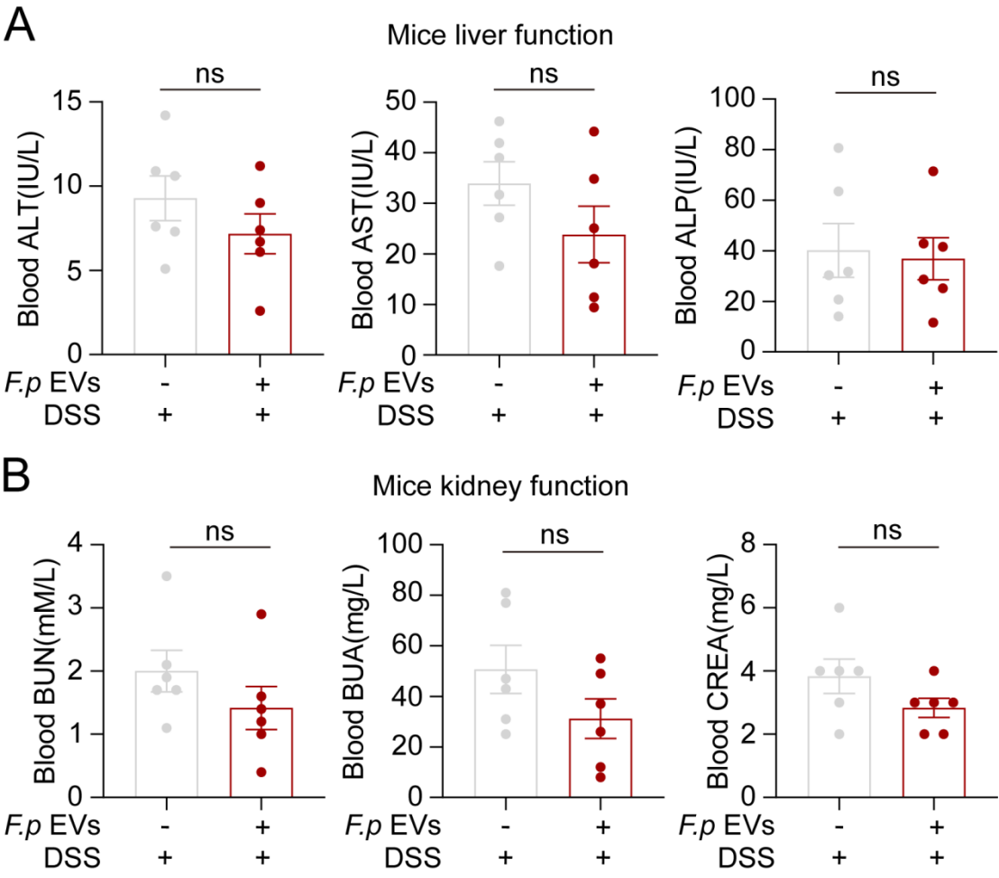 A
Mice liver function
ns
ns
ns
Blood ALT(IU/L)
15
10
5
0
Blood AST(IU/L)
50
40
30
20
10
0
Blood ALP(IU/L)
100
80
60
40
20
0
F.p EVs - +
DSS + +
F.p EVs - +
DSS + +
F.p EVs - +
DSS + +
B
Mice kidney function
ns
ns
ns
Blood BUN(mM/L)
4
3
2
1
0
Blood BUA(mg/L)
100
80
60
40
20
0
Blood CREA(mg/L)
8
6
4
2
0
F.p EVs - +
DSS + +
F.p EVs - +
DSS + +
F.p EVs - +
DSS + +